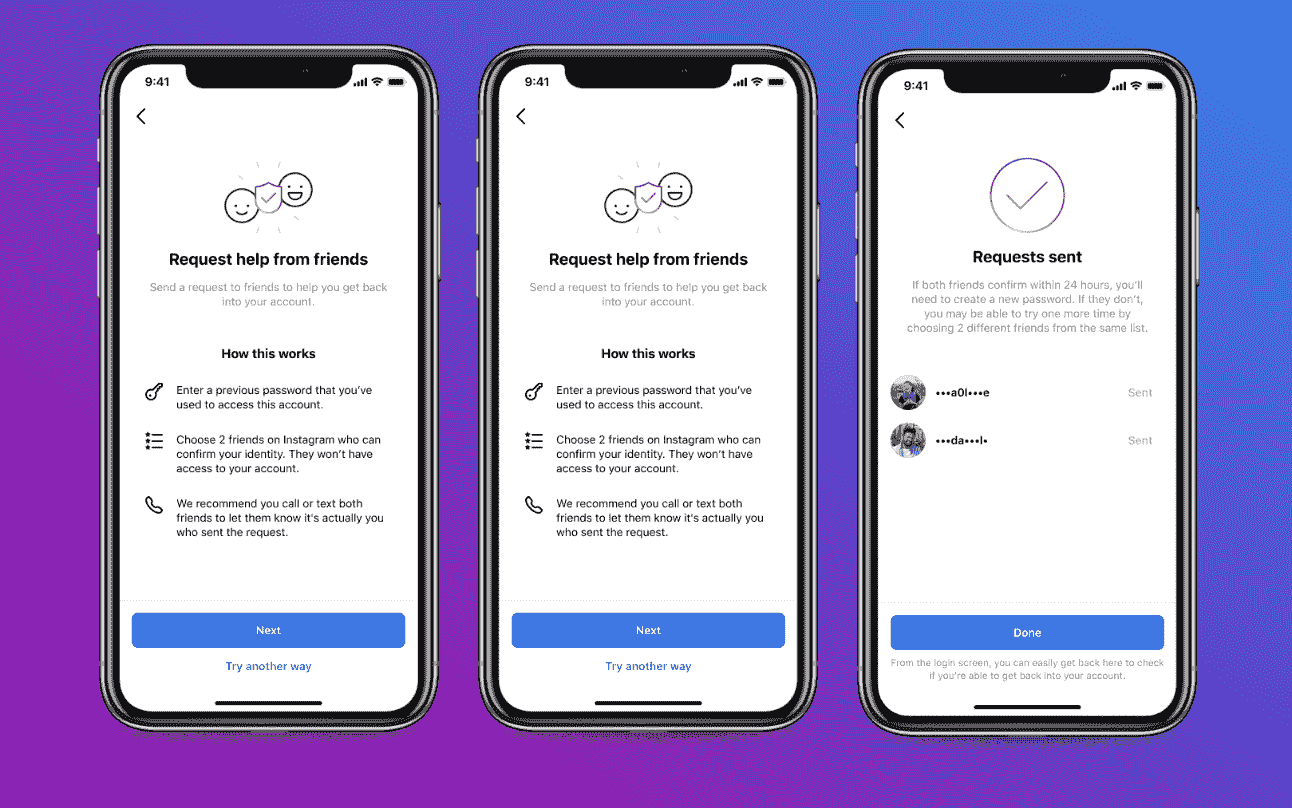 9:41
Request help from friends
Send a request to friends to help you get back
into your account.
How this works
Enter a previous password that you've
used to access this account.
Choose 2 friends on Instagram who can
confirm your identity. They won't have
access to your account.
We recommend you call or text both
friends to let them know it's actually you
who sent the request.
Next
Try another way
9:41
Request help from friends
Send a request to friends to help you get back
into your account.
How this works
Enter a previous password that you've
used to access this account.
Choose 2 friends on Instagram who can
confirm your identity. They won't have
access to your account.
We recommend you call or text both
friends to let them know it's actually you
who sent the request.
Next
Try another way
9:41
Requests sent
If both friends confirm within 24 hours, you'll
need to create a new password. If they don't,
you may be able to try one more time by
choosing 2 different friends from the same list.
•••a0l•••e Sent
•••da•••l• Sent
Done
From the login screen, you can easily get back here to check
if you're able to get back into your account.